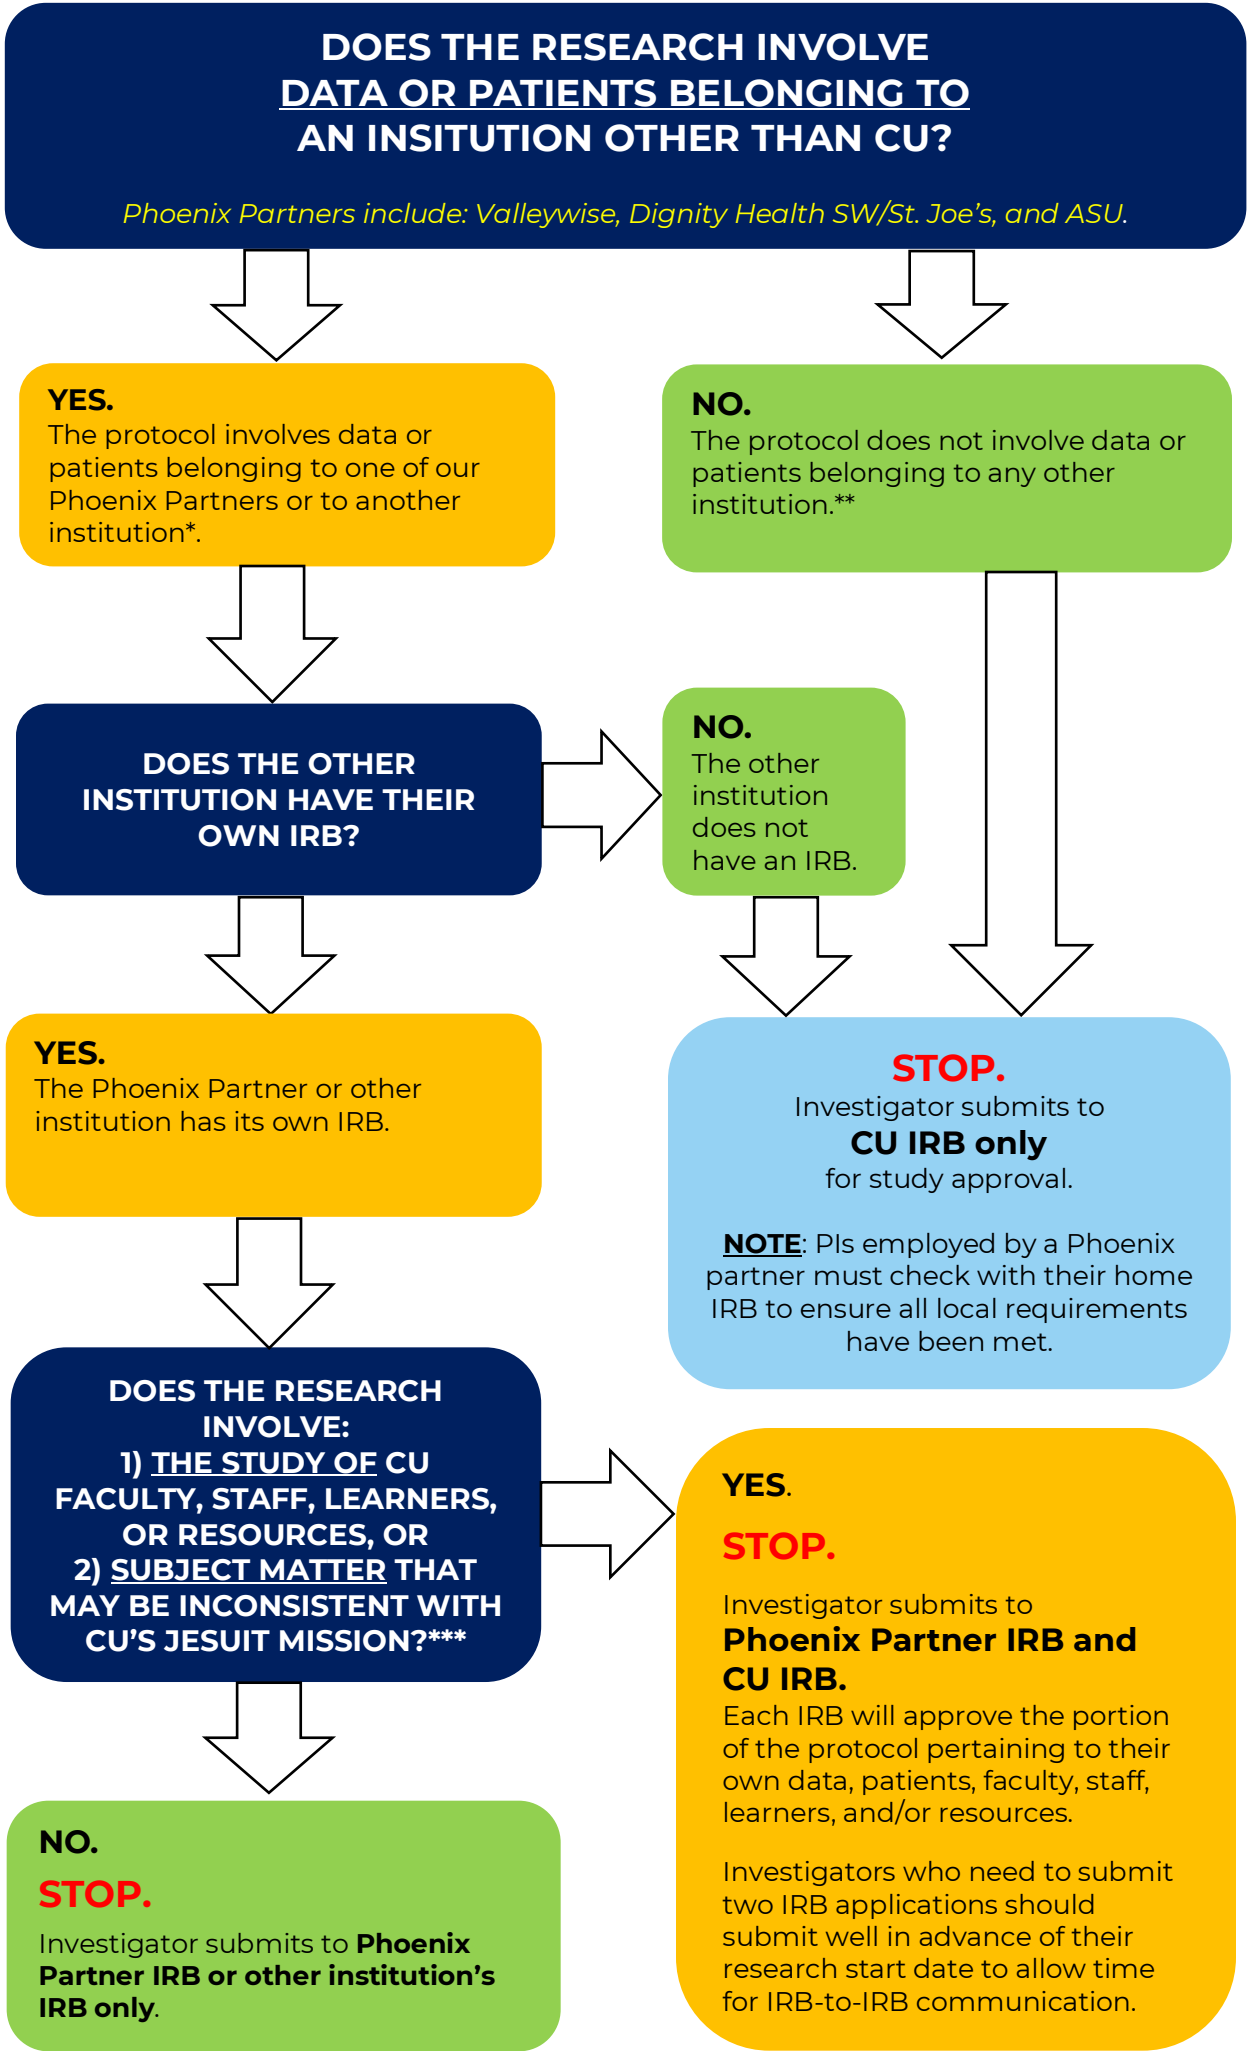 DOES THE RESEARCH INVOLVE
DATA OR PATIENTS BELONGING TO
AN INSITUTION OTHER THAN CU?
Phoenix Partners include: Valleywise, Dignity Health SW/St. Joe's, and ASU.
YES.
The protocol involves data or
patients belonging to one of our
Phoenix Partners or to another
institution*.
NO.
The protocol does not involve data or
patients belonging to any other
institution.**
DOES THE OTHER
INSTITUTION HAVE THEIR
OWN IRB?
NO.
The other
institution
does not
have an IRB.
YES.
The Phoenix Partner or other
institution has its own IRB.
STOP.
Investigator submits to
CU IRB only
for study approval.
NOTE: PIs employed by a Phoenix
partner must check with their home
IRB to ensure all local requirements
have been met.
DOES THE RESEARCH
INVOLVE:
1) THE STUDY OF CU
FACULTY, STAFF, LEARNERS,
OR RESOURCES, OR
2) SUBJECT MATTER THAT
MAY BE INCONSISTENT WITH
CU'S JESUIT MISSION?***
YES.
STOP.
Investigator submits to
Phoenix Partner IRB and
CU IRB.
Each IRB will approve the portion
of the protocol pertaining to their
own data, patients, faculty, staff,
learners, and/or resources.
Investigators who need to submit
two IRB applications should
submit well in advance of their
research start date to allow time
for IRB-to-IRB communication.
NO.
STOP.
Investigator submits to Phoenix
Partner IRB or other institution's
IRB only.